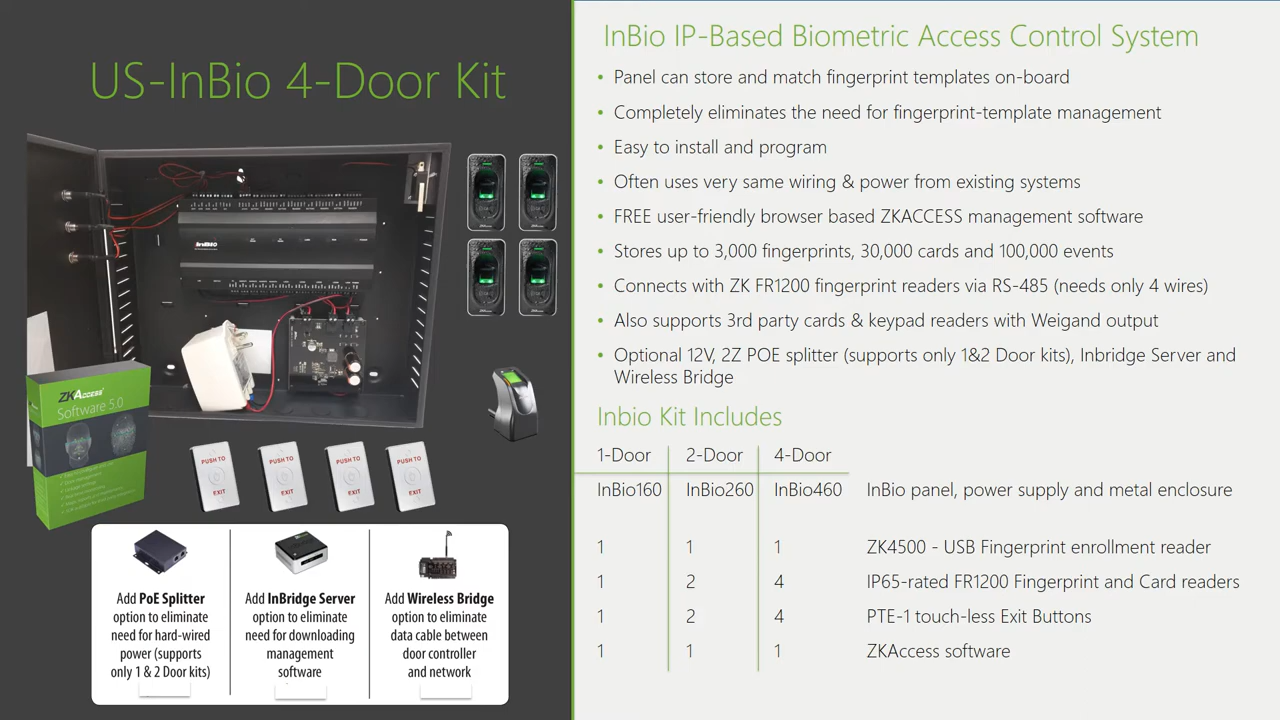 US-InBio 4-Door Kit
InBio
ZKAccess
Software 5.0
PUSH TO
EXIT
PUSH TO
EXIT
PUSH TO
EXIT
PUSH TO
EXIT
Add PoE Splitter
option to eliminate
need for hard-wired
power (supports
only 1 & 2 Door kits)
Add InBridge Server
option to eliminate
need for downloading
management
software
Add Wireless Bridge
option to eliminate
data cable between
door controller
and network
InBio IP-Based Biometric Access Control System
• Panel can store and match fingerprint templates on-board
• Completely eliminates the need for fingerprint-template management
• Easy to install and program
• Often uses very same wiring & power from existing systems
• FREE user-friendly browser based ZKACCESS management software
• Stores up to 3,000 fingerprints, 30,000 cards and 100,000 events
• Connects with ZK FR1200 fingerprint readers via RS-485 (needs only 4 wires)
• Also supports 3rd party cards & keypad readers with Weigand output
• Optional 12V, 2Z POE splitter (supports only 1&2 Door kits), Inbridge Server and
Wireless Bridge
Inbio Kit Includes
1-Door 2-Door 4-Door
InBio160 InBio260 InBio460 InBio panel, power supply and metal enclosure
1 1 1 ZK4500 - USB Fingerprint enrollment reader
1 2 4 IP65-rated FR1200 Fingerprint and Card readers
1 2 4 PTE-1 touch-less Exit Buttons
1 1 1 ZKAccess software